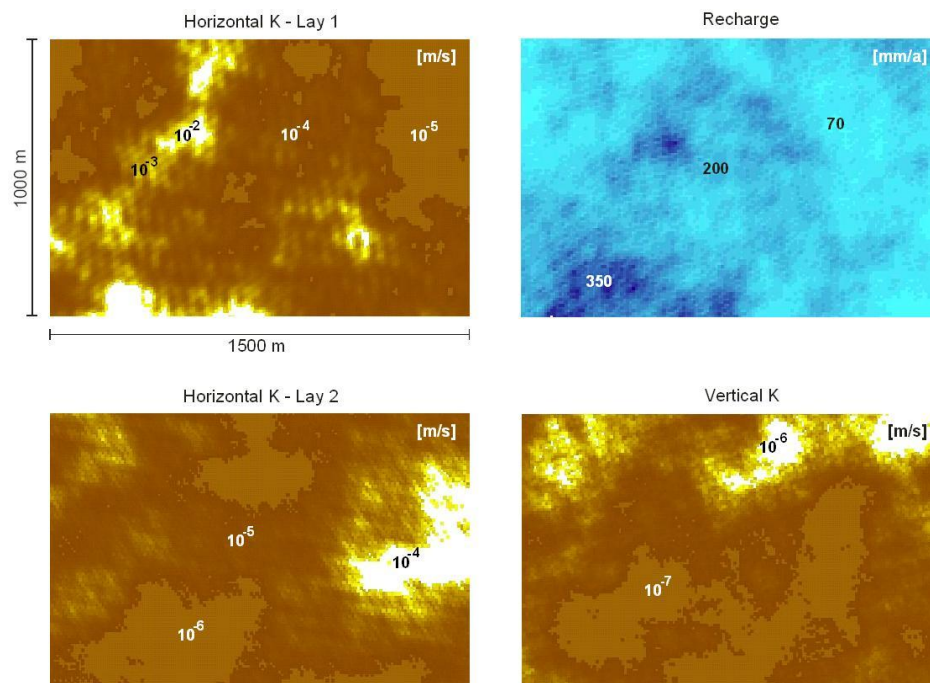 Horizontal K - Lay 1
Recharge
[m/s]
[mm/a]
10-2
10-4
10-5
10-3
70
200
350
1000 m
1500 m
Horizontal K - Lay 2
Vertical K
[m/s]
[m/s]
10-6
10-5
10-4
10-7
10-6